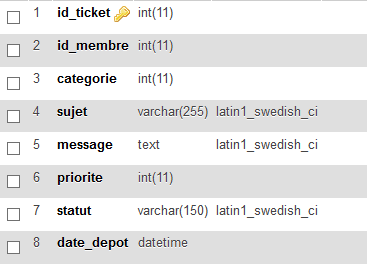 1 id_ticket int(11)
2 id_membre int(11)
3 categorie int(11)
4 sujet varchar(255) latin1_swedish_ci
5 message text latin1_swedish_ci
6 priorite int(11)
7 statut varchar(150) latin1_swedish_ci
8 date_depot datetime